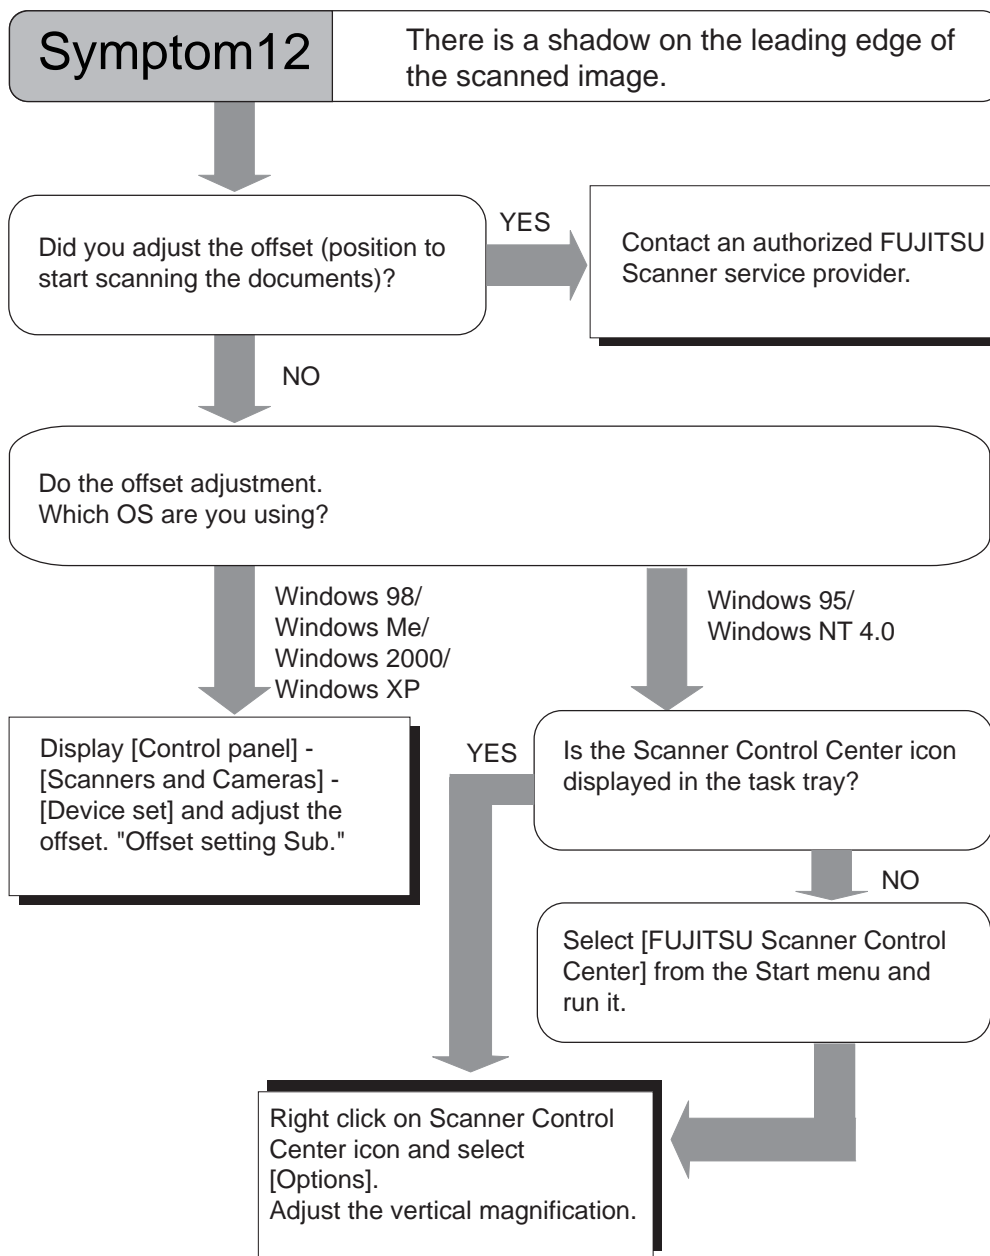 Symptom12
There is a shadow on the leading edge of
the scanned image.
Did you adjust the offset (position to
start scanning the documents)?
YES
Contact an authorized FUJITSU
Scanner service provider.
NO
Do the offset adjustment.
Which OS are you using?
Windows 98/
Windows Me/
Windows 2000/
Windows XP
Windows 95/
Windows NT 4.0
Display [Control panel] -
[Scanners and Cameras] -
[Device set] and adjust the
offset. "Offset setting Sub."
YES
Is the Scanner Control Center icon
displayed in the task tray?
NO
Select [FUJITSU Scanner Control
Center] from the Start menu and
run it.
Right click on Scanner Control
Center icon and select
[Options].
Adjust the vertical magnification.